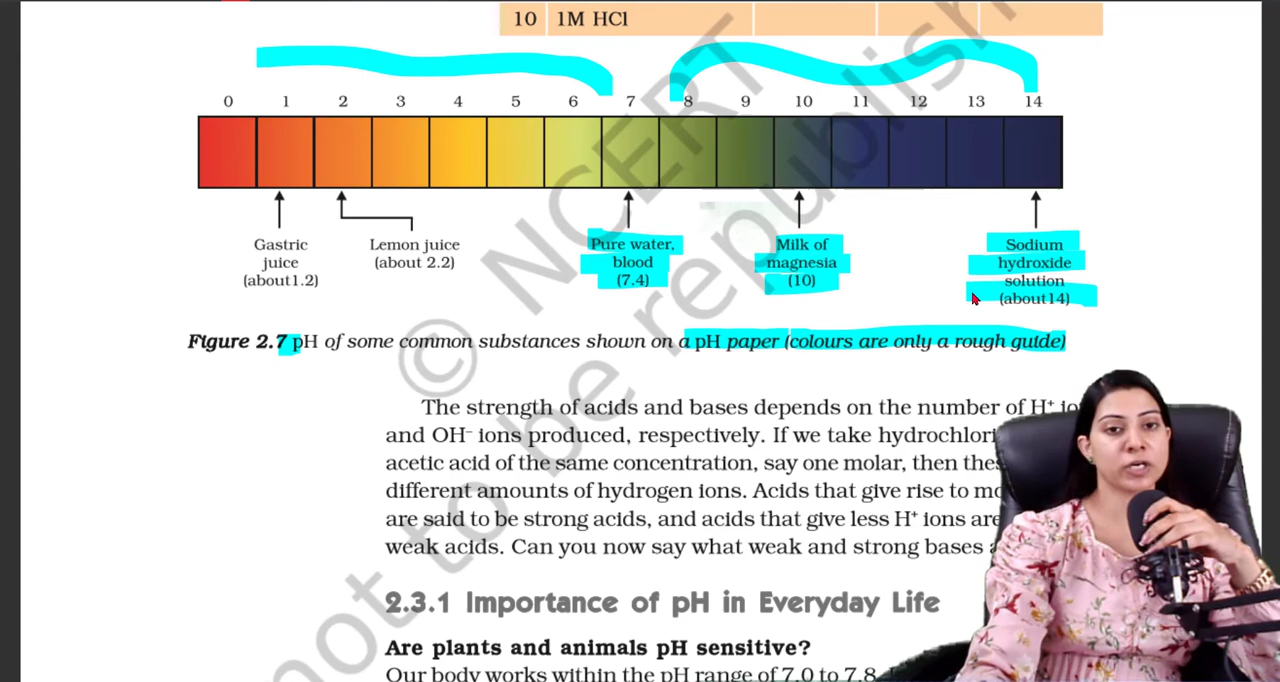 10 1M HCl
0 1 2 3 4 5 6 7 8 9 10 11 12 13 14
Gastric
juice
(about1.2)
Lemon juice
(about 2.2)
Pure water,
blood
(7.4)
Milk of
magnesia
(10)
Sodium
hydroxide
solution
(about14)
Figure 2.7 pH of some common substances shown on a pH paper (colours are only a rough guide)
The strength of acids and bases depends on the number of H⁺
and OH⁻ ions produced, respectively. If we take
acetic acid of the same concentration, say one molar, then
different amounts of hydrogen ions. Acids that give rise to
are said to be strong acids, and acids that give less H⁺ ions are
weak acids. Can you now say what weak and strong bases
2.3.1 Importance of pH in Everyday Life
Are plants and animals pH sensitive?
Our body works within the pH range of 7.0 to 7.8.
© NCERT
not to be republish